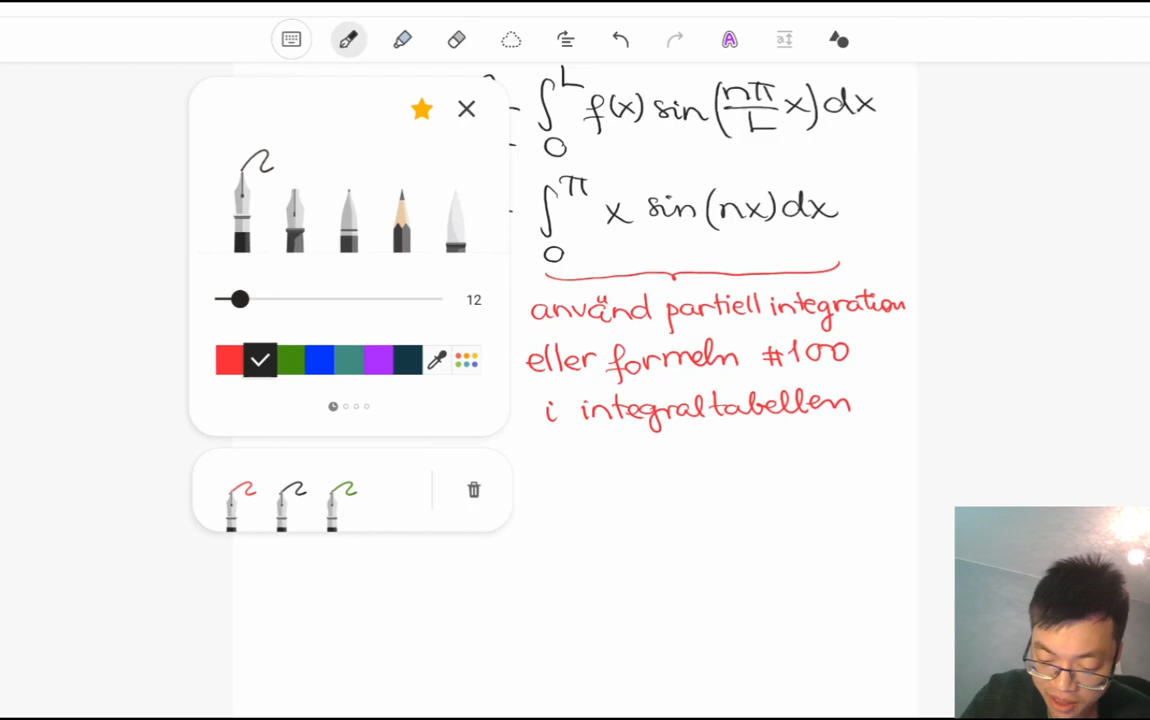 ∫₀ᴸ f(x) sin(nπ/L x) dx
∫₀^π x sin(nx) dx
använd partiell integration
eller formeln #100
i integraltabellen
12